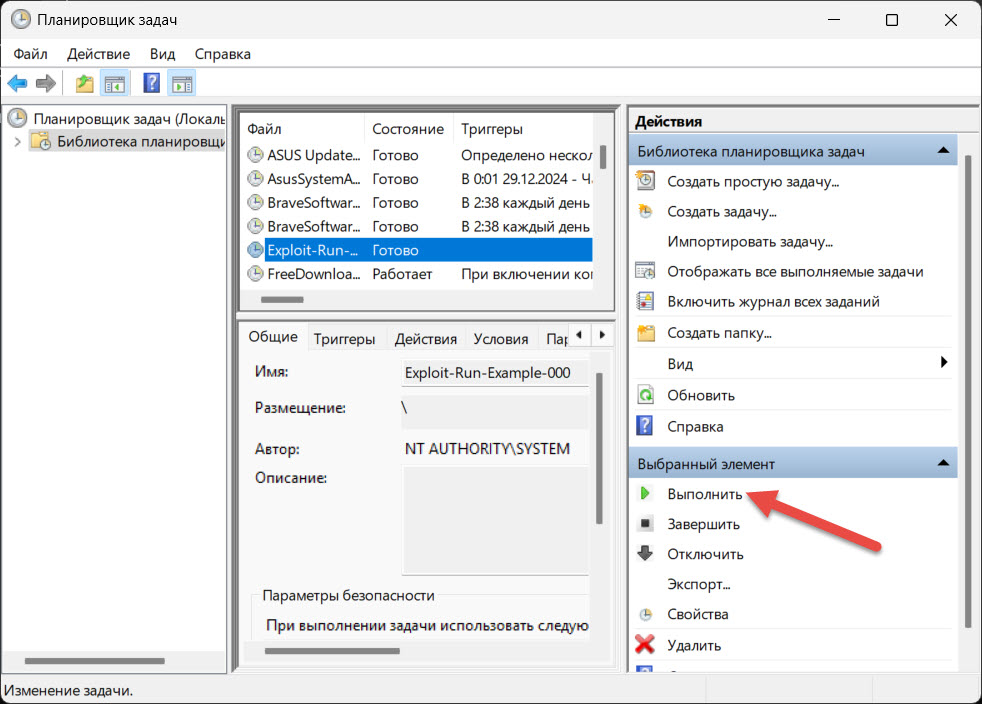 Планировщик задач
Файл Действие Вид Справка
Планировщик задач (Локаль
Библиотека планировщи
Файл Состояние Триггеры
ASUS Update... Готово Определено нескол
AsusSystemA... Готово В 0:01 29.12.2024 - Ча
BraveSoftwar... Готово В 2:38 каждый день
BraveSoftwar... Готово В 2:38 каждый день
Exploit-Run-... Готово
FreeDownloa... Работает При включении ком
Общие Триггеры Действия Условия Пар
Имя: Exploit-Run-Example-000
Размещение: \
Автор: NT AUTHORITY\SYSTEM
Описание:
Параметры безопасности
При выполнении задачи использовать следую
Действия
Библиотека планировщика задач
Создать простую задачу...
Создать задачу...
Импортировать задачу...
Отображать все выполняемые задачи
Включить журнал всех заданий
Создать папку...
Вид
Обновить
Справка
Выбранный элемент
Выполнить
Завершить
Отключить
Экспорт...
Свойства
Удалить
Изменение задачи.